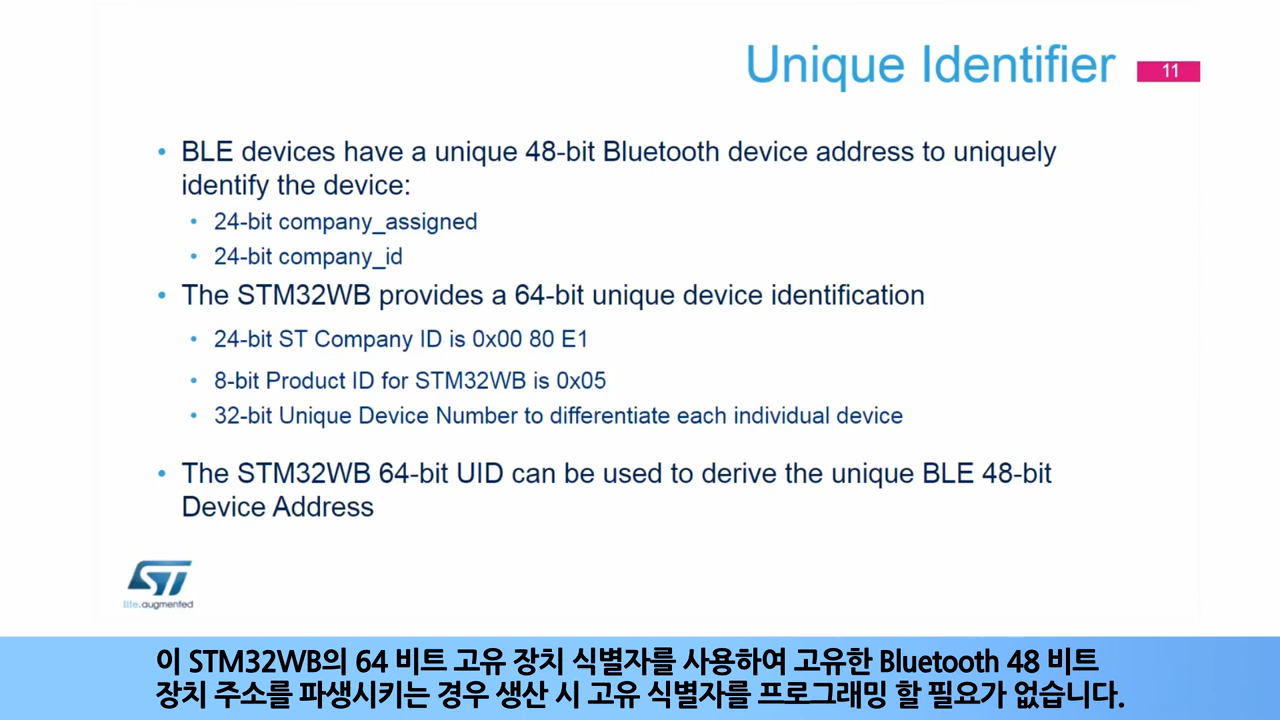 Unique Identifier
11
• BLE devices have a unique 48-bit Bluetooth device address to uniquely
identify the device:
• 24-bit company_assigned
• 24-bit company_id
• The STM32WB provides a 64-bit unique device identification
• 24-bit ST Company ID is 0x00 80 E1
• 8-bit Product ID for STM32WB is 0x05
• 32-bit Unique Device Number to differentiate each individual device
• The STM32WB 64-bit UID can be used to derive the unique BLE 48-bit
Device Address
ST
life.augmented
이 STM32WB의 64 비트 고유 장치 식별자를 사용하여 고유한 Bluetooth 48 비트
장치 주소를 파생시키는 경우 생산 시 고유 식별자를 프로그래밍 할 필요가 없습니다.